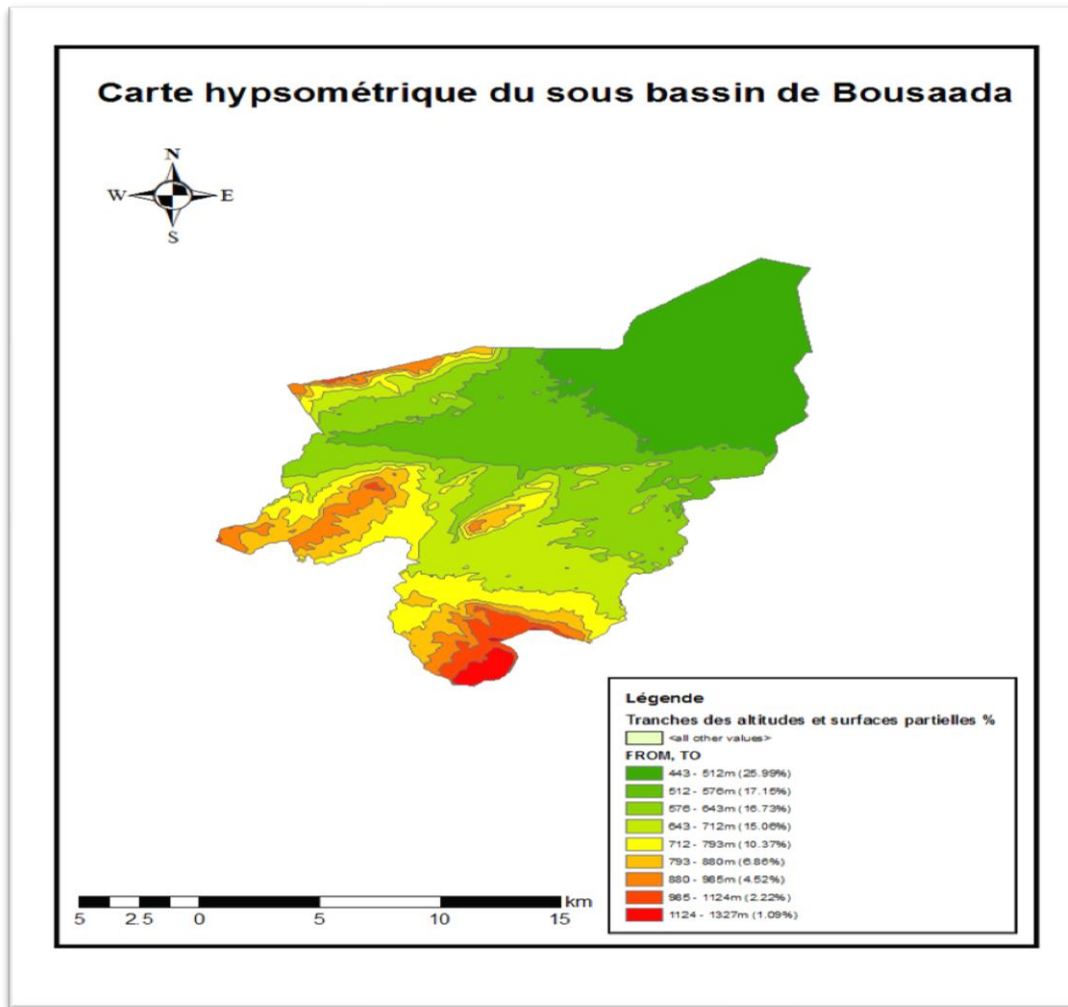 Carte hypsométrique du sous bassin de Bousaada
N
W E
S
Légende
Tranches des altitudes et surfaces partielles %
<all other values>
FROM, TO
443 - 512m (25.99%)
512 - 576m (17.15%)
576 - 643m (16.73%)
643 - 712m (15.06%)
712 - 793m (10.37%)
793 - 880m (6.86%)
880 - 985m (4.52%)
985 - 1124m (2.22%)
1124 - 1327m (1.09%)
km
5 2.5 0 5 10 15